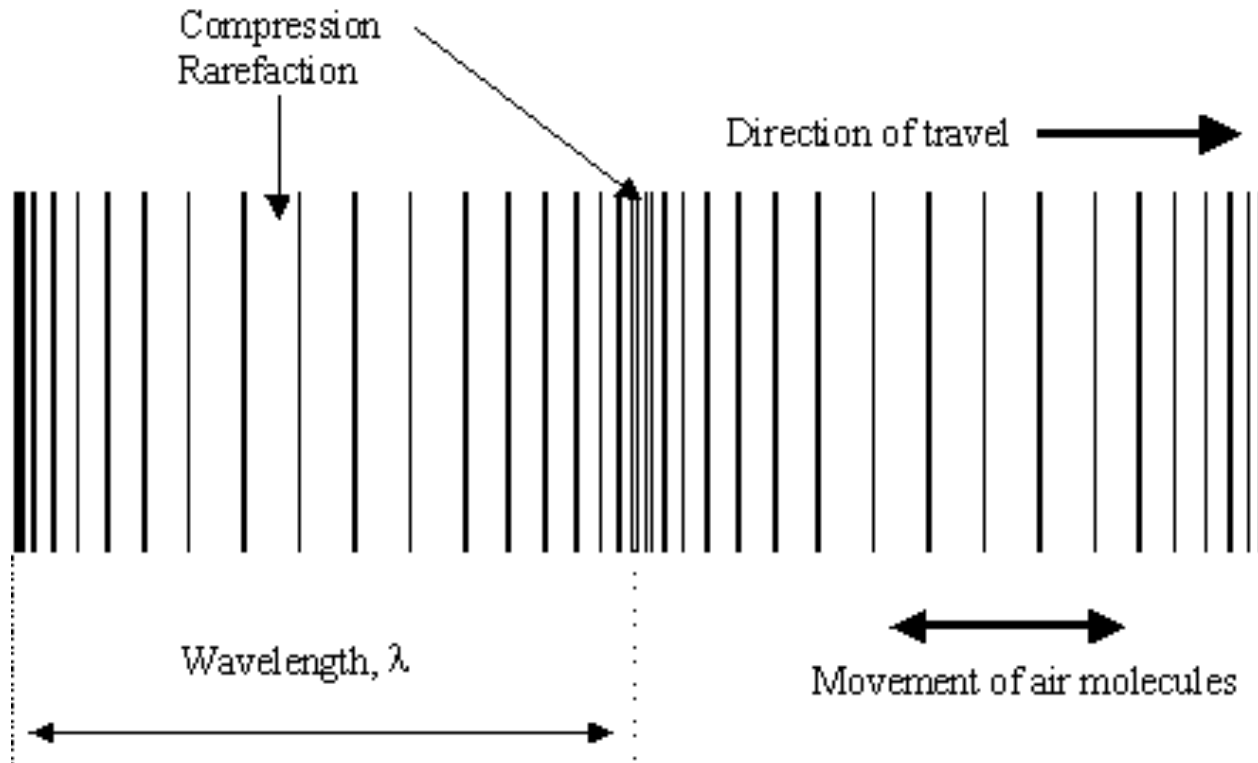 Compression
Rarefaction
Direction of travel
Wavelength, λ
Movement of air molecules